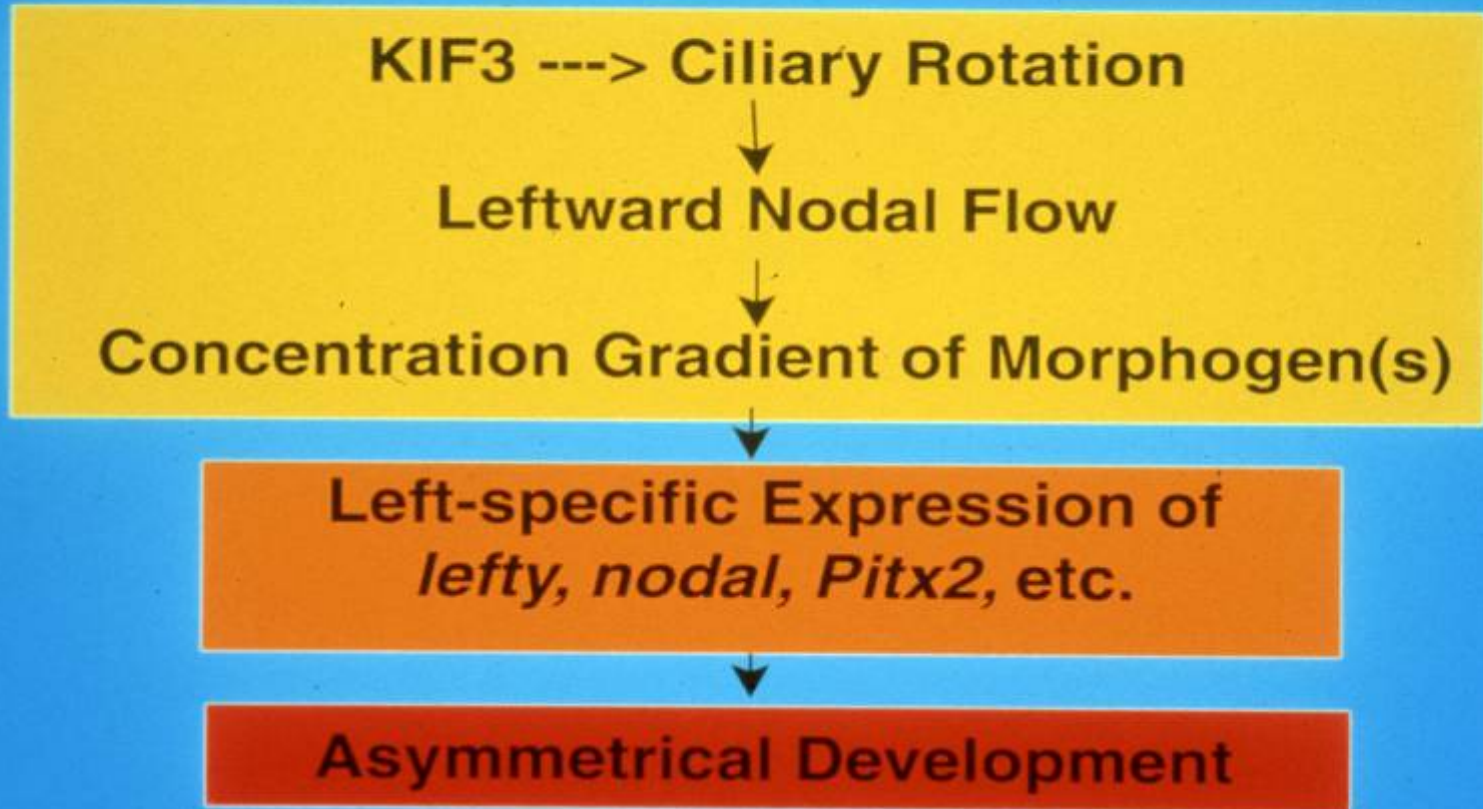 KIF3 ---> Ciliary Rotation
Leftward Nodal Flow
Concentration Gradient of Morphogen(s)
Left-specific Expression of
lefty, nodal, Pitx2, etc.
Asymmetrical Development